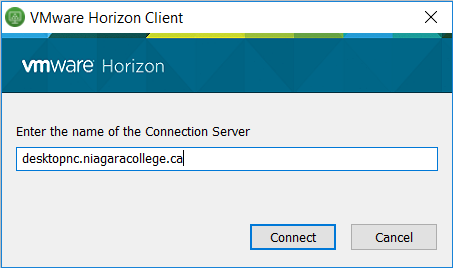 VMware Horizon Client
vmware Horizon
Enter the name of the Connection Server
desktopnc.niagaracollege.ca
Connect Cancel